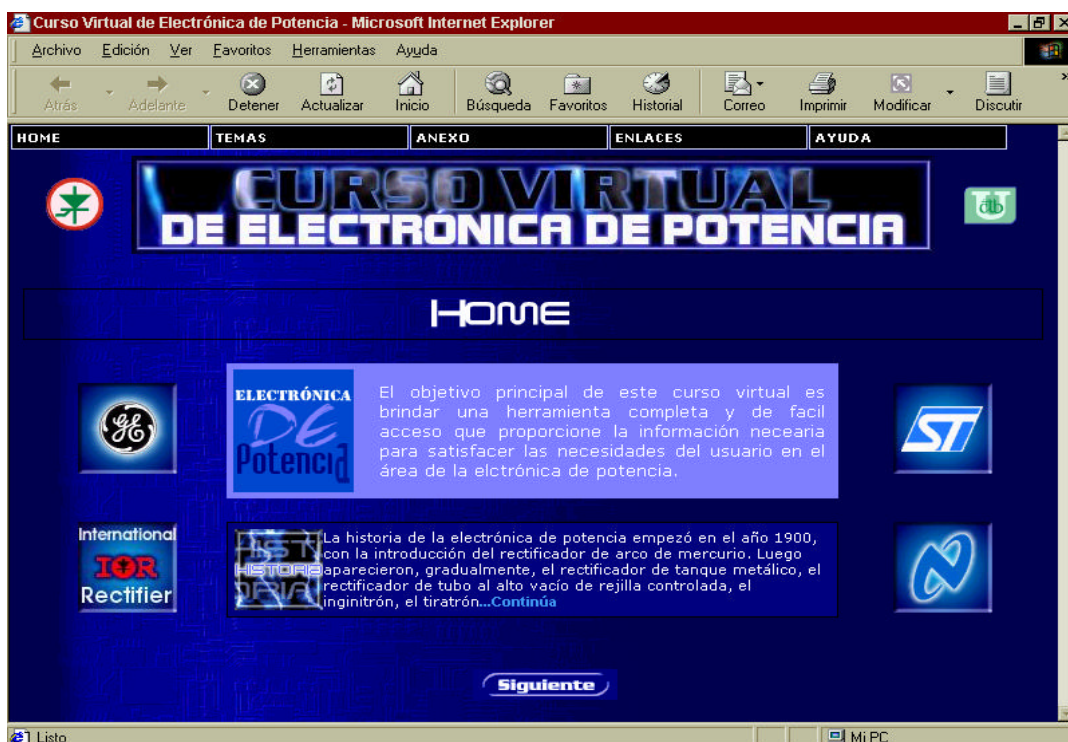 Curso Virtual de Electrónica de Potencia - Microsoft Internet Explorer
Archivo Edición Ver Favoritos Herramientas Ayuda
Atrás Adelante Detener Actualizar Inicio Búsqueda Favoritos Historial Correo Imprimir Modificar Discutir
HOME TEMAS ANEXO ENLACES AYUDA
CURSO VIRTUAL
DE ELECTRÓNICA DE POTENCIA
HOME
GE
ELECTRÓNICA
DE
Potencia
El objetivo principal de este curso virtual es
brindar una herramienta completa y de facil
acceso que proporcione la información necearia
para satisfacer las necesidades del usuario en el
área de la elctrónica de potencia.
ST
International
IOR
Rectifier
HISTORIA
La historia de la electrónica de potencia empezó en el año 1900,
con la introducción del rectificador de arco de mercurio. Luego
aparecieron, gradualmente, el rectificador de tanque metálico, el
rectificador de tubo al alto vacío de rejilla controlada, el
inginitrón, el tiratrón...Continúa
Siguiente
Listo Mi PC